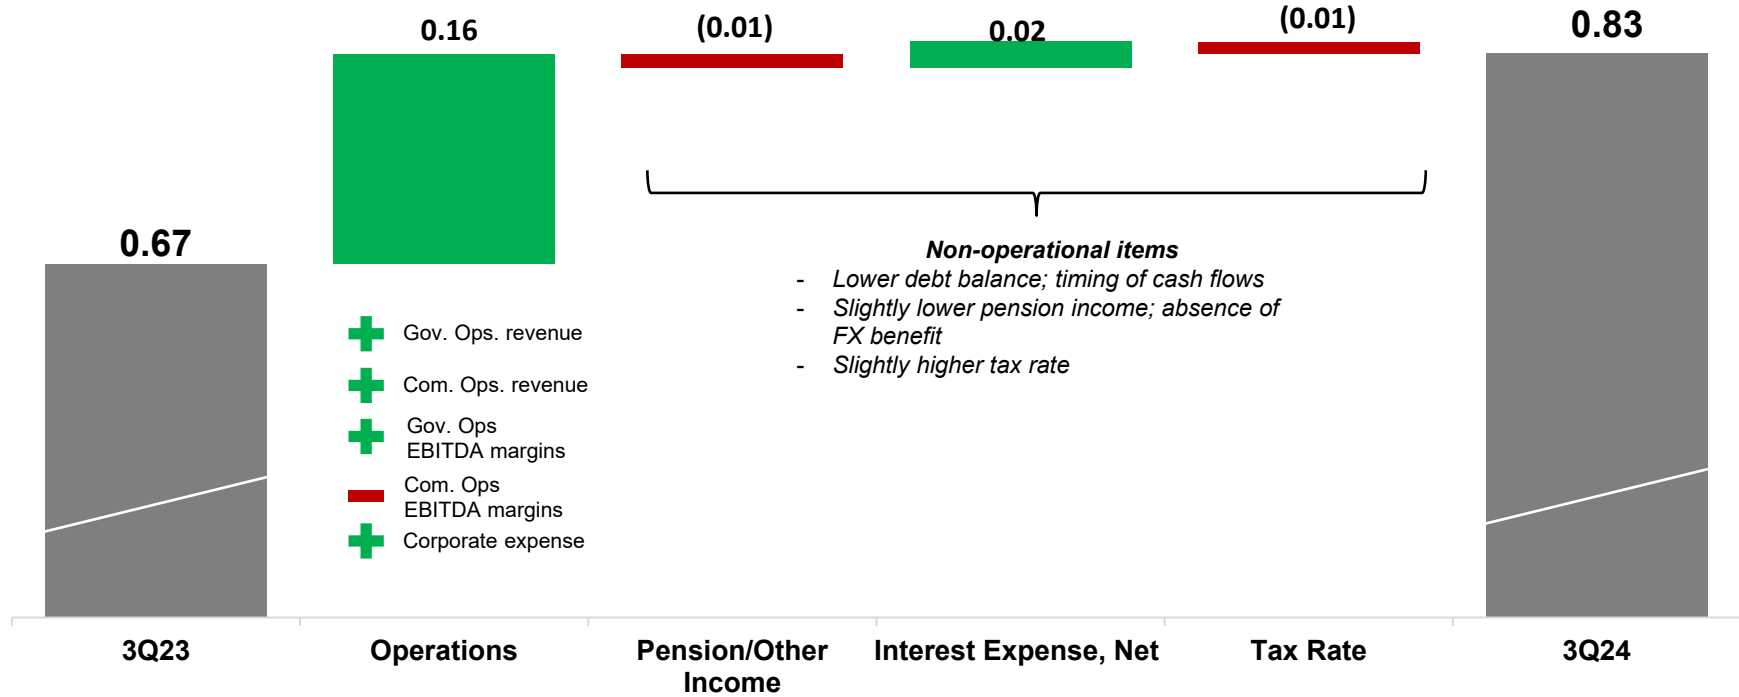 0.67
0.16
(0.01)
0.02
(0.01)
0.83
Gov. Ops. revenue
Com. Ops. revenue
Gov. Ops
EBITDA margins
Com. Ops
EBITDA margins
Corporate expense
Non-operational items
- Lower debt balance; timing of cash flows
- Slightly lower pension income; absence of
FX benefit
- Slightly higher tax rate
3Q23
Operations
Pension/Other
Income
Interest Expense, Net
Tax Rate
3Q24